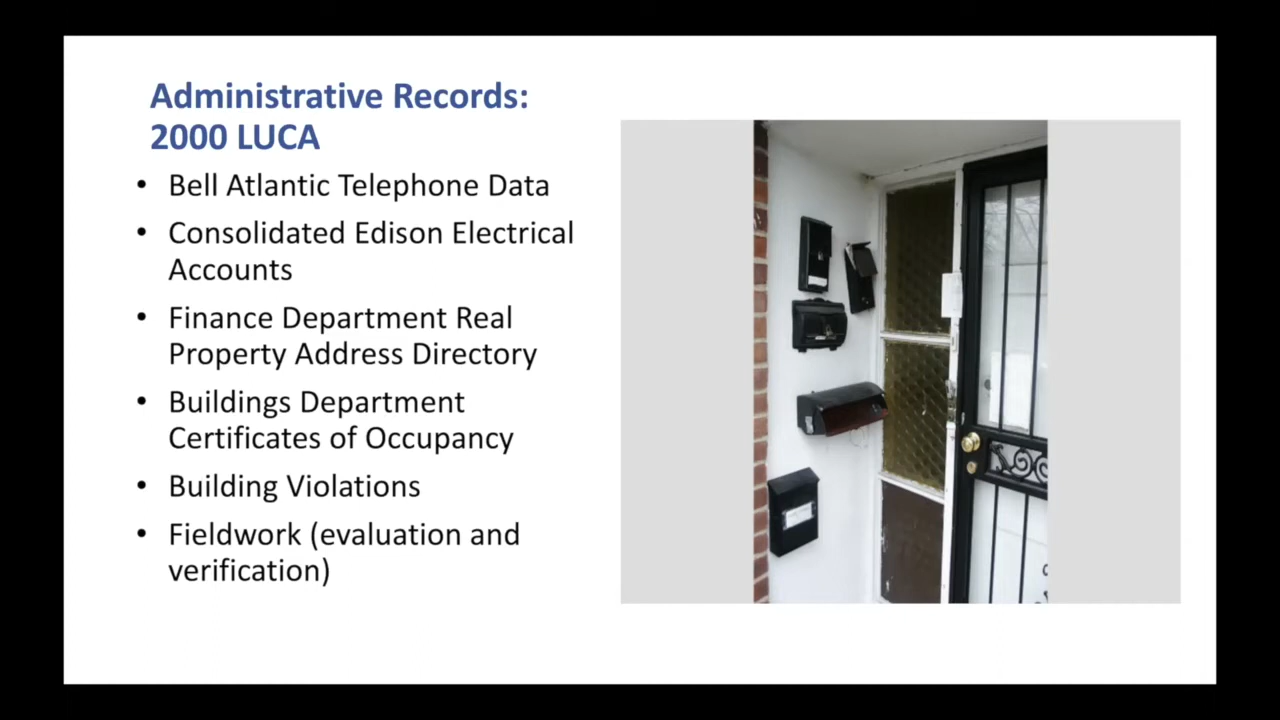 Administrative Records:
2000 LUCA
• Bell Atlantic Telephone Data
• Consolidated Edison Electrical
Accounts
• Finance Department Real
Property Address Directory
• Buildings Department
Certificates of Occupancy
• Building Violations
• Fieldwork (evaluation and
verification)